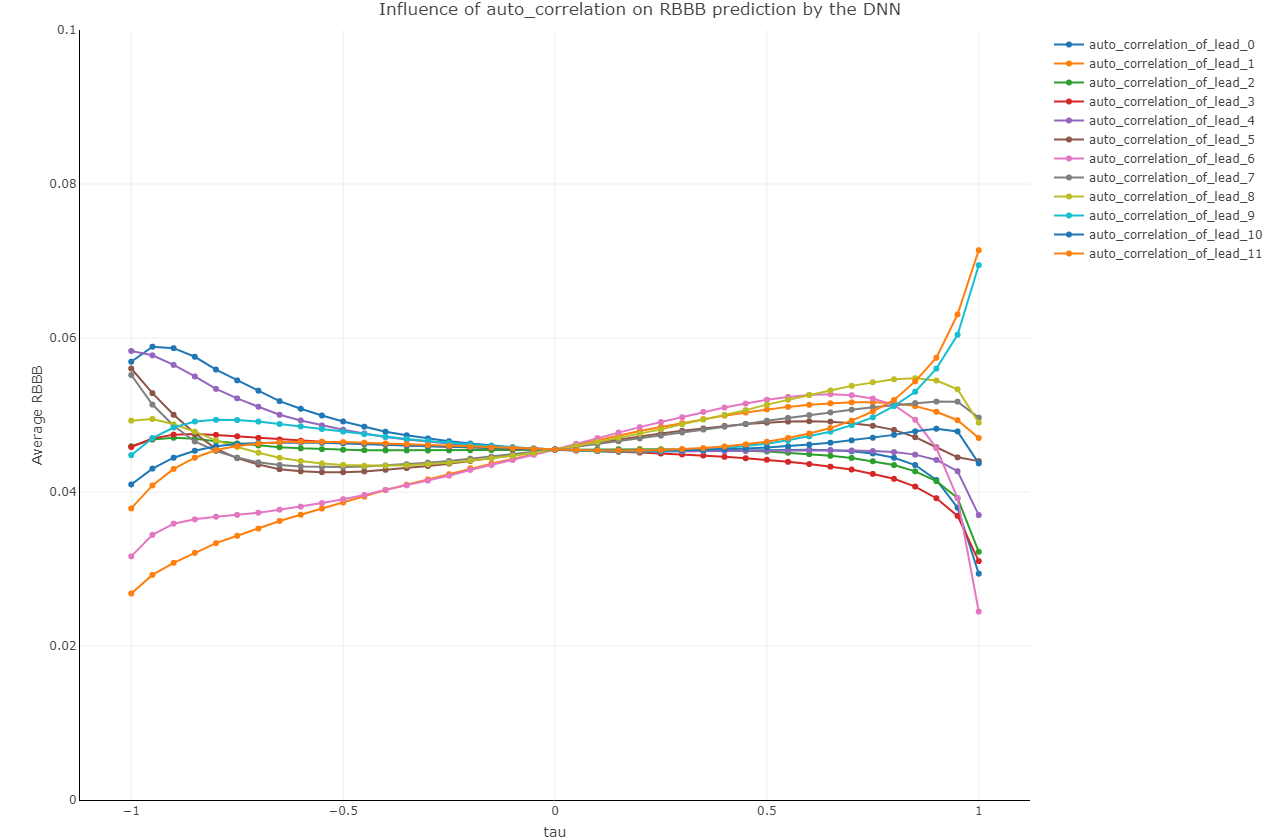 Influence of auto_correlation on RBBB prediction by the DNN
0.1
0.08
0.06
0.04
0.02
0
Average RBBB
−1
−0.5
0
0.5
1
tau
auto_correlation_of_lead_0
auto_correlation_of_lead_1
auto_correlation_of_lead_2
auto_correlation_of_lead_3
auto_correlation_of_lead_4
auto_correlation_of_lead_5
auto_correlation_of_lead_6
auto_correlation_of_lead_7
auto_correlation_of_lead_8
auto_correlation_of_lead_9
auto_correlation_of_lead_10
auto_correlation_of_lead_11